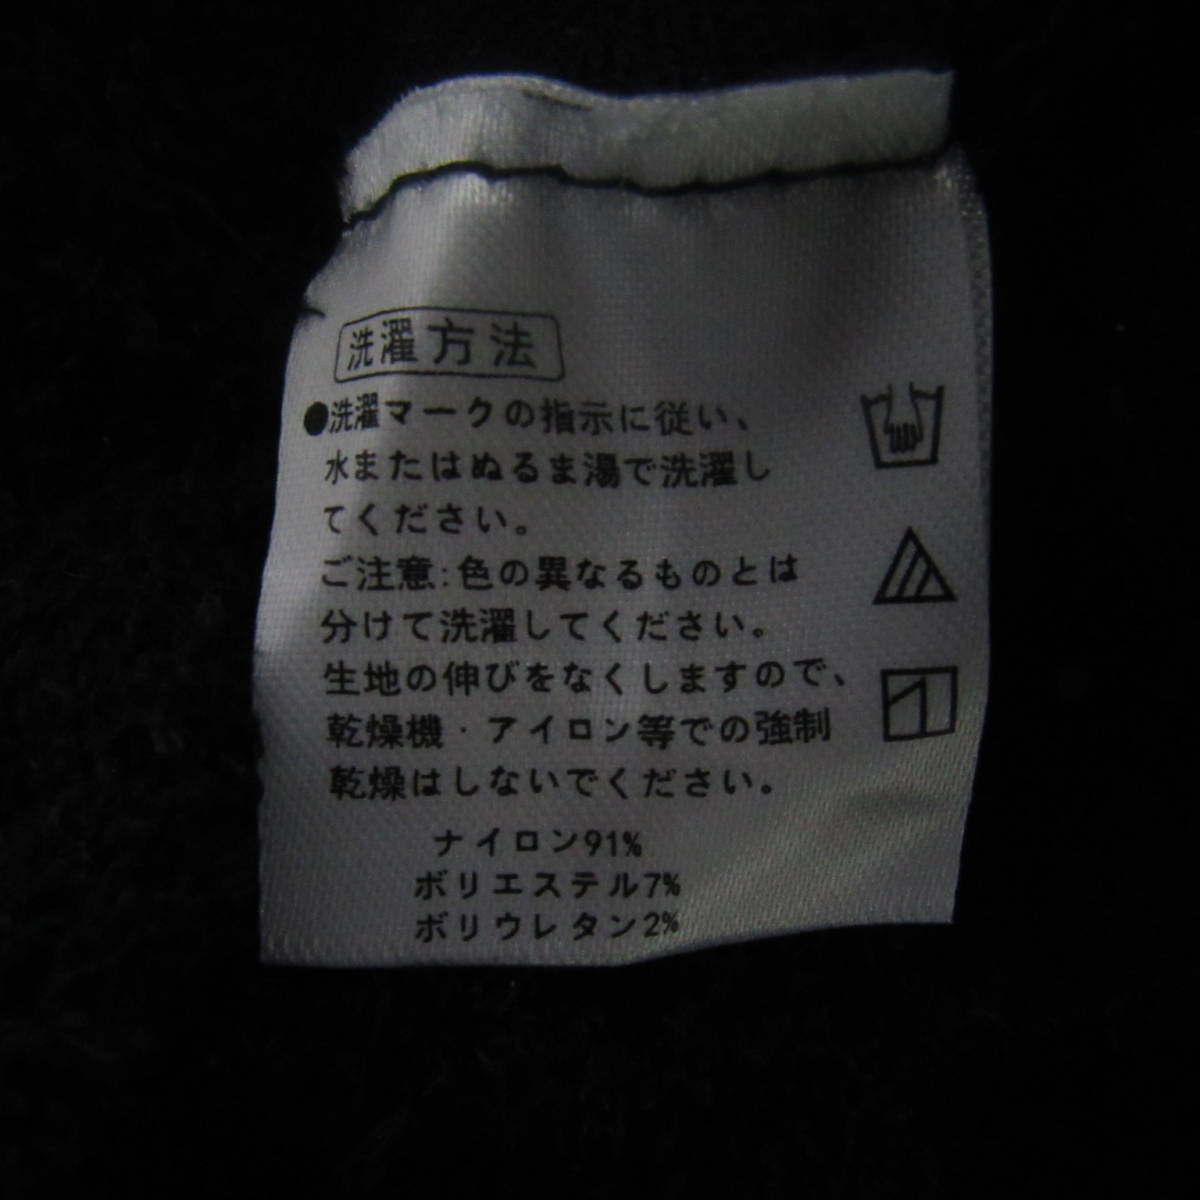 洗濯方法
●洗濯マークの指示に従い、
水またはぬるま湯で洗濯し
てください。
ご注意:色の異なるものとは
分けて洗濯してください。
生地の伸びをなくしますので、
乾燥機・アイロン等での強制
乾燥はしないでください。
ナイロン91%
ポリエステル7%
ポリウレタン2%